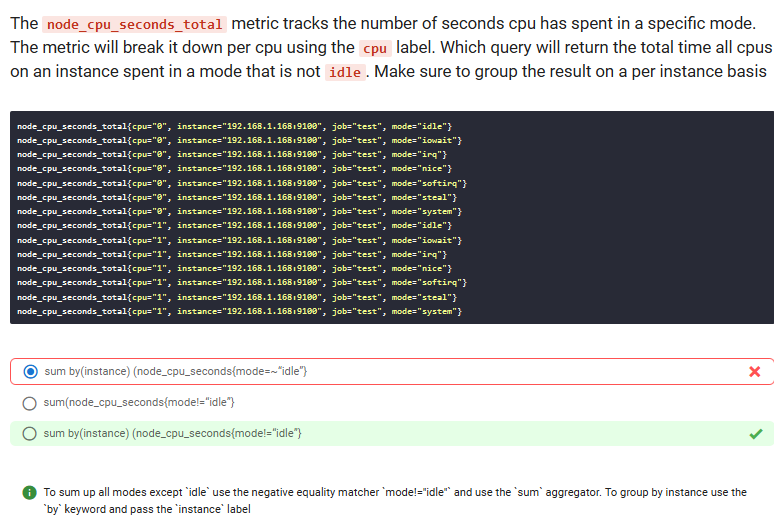 The node_cpu_seconds_total metric tracks the number of seconds cpu has spent in a specific mode.
The metric will break it down per cpu using the cpu label. Which query will return the total time all cpus
on an instance spent in a mode that is not idle . Make sure to group the result on a per instance basis
node_cpu_seconds_total{cpu="0", instance="192.168.1.168:9100", job="test", mode="idle"}
node_cpu_seconds_total{cpu="0", instance="192.168.1.168:9100", job="test", mode="iowait"}
node_cpu_seconds_total{cpu="0", instance="192.168.1.168:9100", job="test", mode="irq"}
node_cpu_seconds_total{cpu="0", instance="192.168.1.168:9100", job="test", mode="nice"}
node_cpu_seconds_total{cpu="0", instance="192.168.1.168:9100", job="test", mode="softirq"}
node_cpu_seconds_total{cpu="0", instance="192.168.1.168:9100", job="test", mode="steal"}
node_cpu_seconds_total{cpu="0", instance="192.168.1.168:9100", job="test", mode="system"}
node_cpu_seconds_total{cpu="1", instance="192.168.1.168:9100", job="test", mode="idle"}
node_cpu_seconds_total{cpu="1", instance="192.168.1.168:9100", job="test", mode="iowait"}
node_cpu_seconds_total{cpu="1", instance="192.168.1.168:9100", job="test", mode="irq"}
node_cpu_seconds_total{cpu="1", instance="192.168.1.168:9100", job="test", mode="nice"}
node_cpu_seconds_total{cpu="1", instance="192.168.1.168:9100", job="test", mode="softirq"}
node_cpu_seconds_total{cpu="1", instance="192.168.1.168:9100", job="test", mode="steal"}
node_cpu_seconds_total{cpu="1", instance="192.168.1.168:9100", job="test", mode="system"}
sum by(instance) (node_cpu_seconds{mode=~"idle"}
sum(node_cpu_seconds{mode!="idle"}
sum by(instance) (node_cpu_seconds{mode!="idle"}
To sum up all modes except `idle` use the negative equality matcher `mode!="idle"` and use the `sum` aggregator. To group by instance use the
`by` keyword and pass the `instance` label